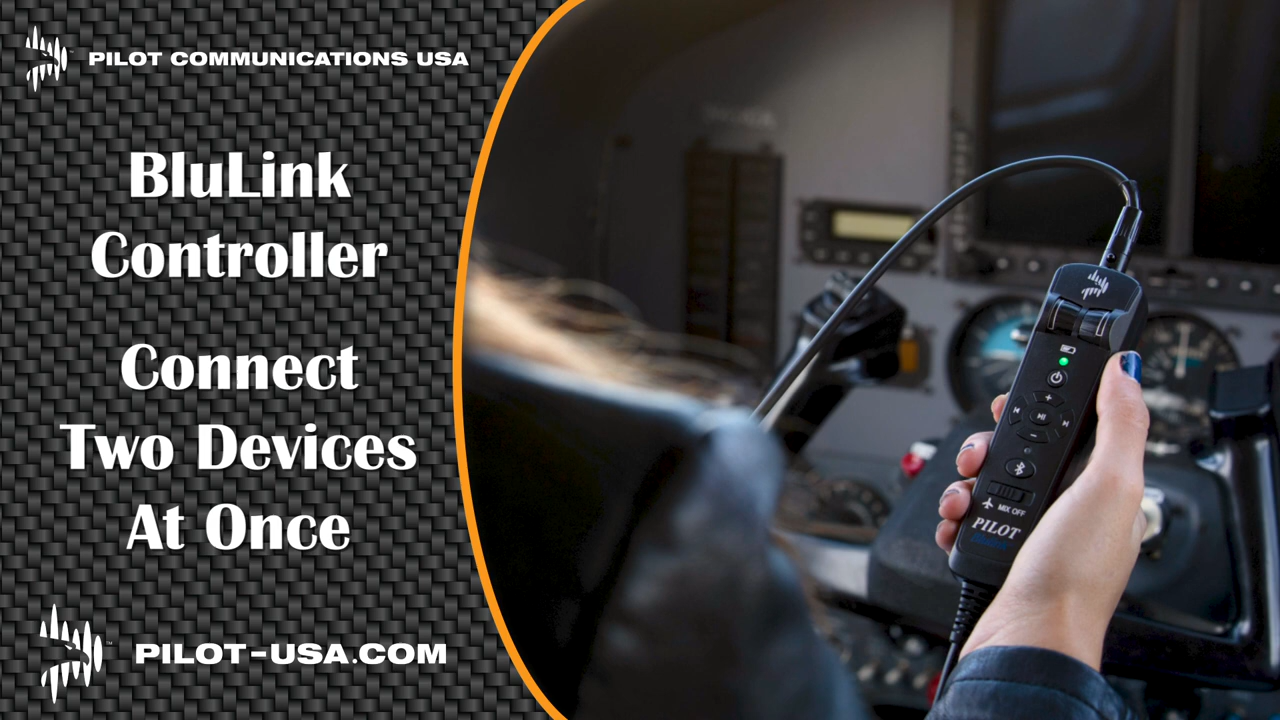 PILOT COMMUNICATIONS USA
BluLink
Controller
Connect
Two Devices
At Once
PILOT-USA.COM
MIX OFF
PILOT